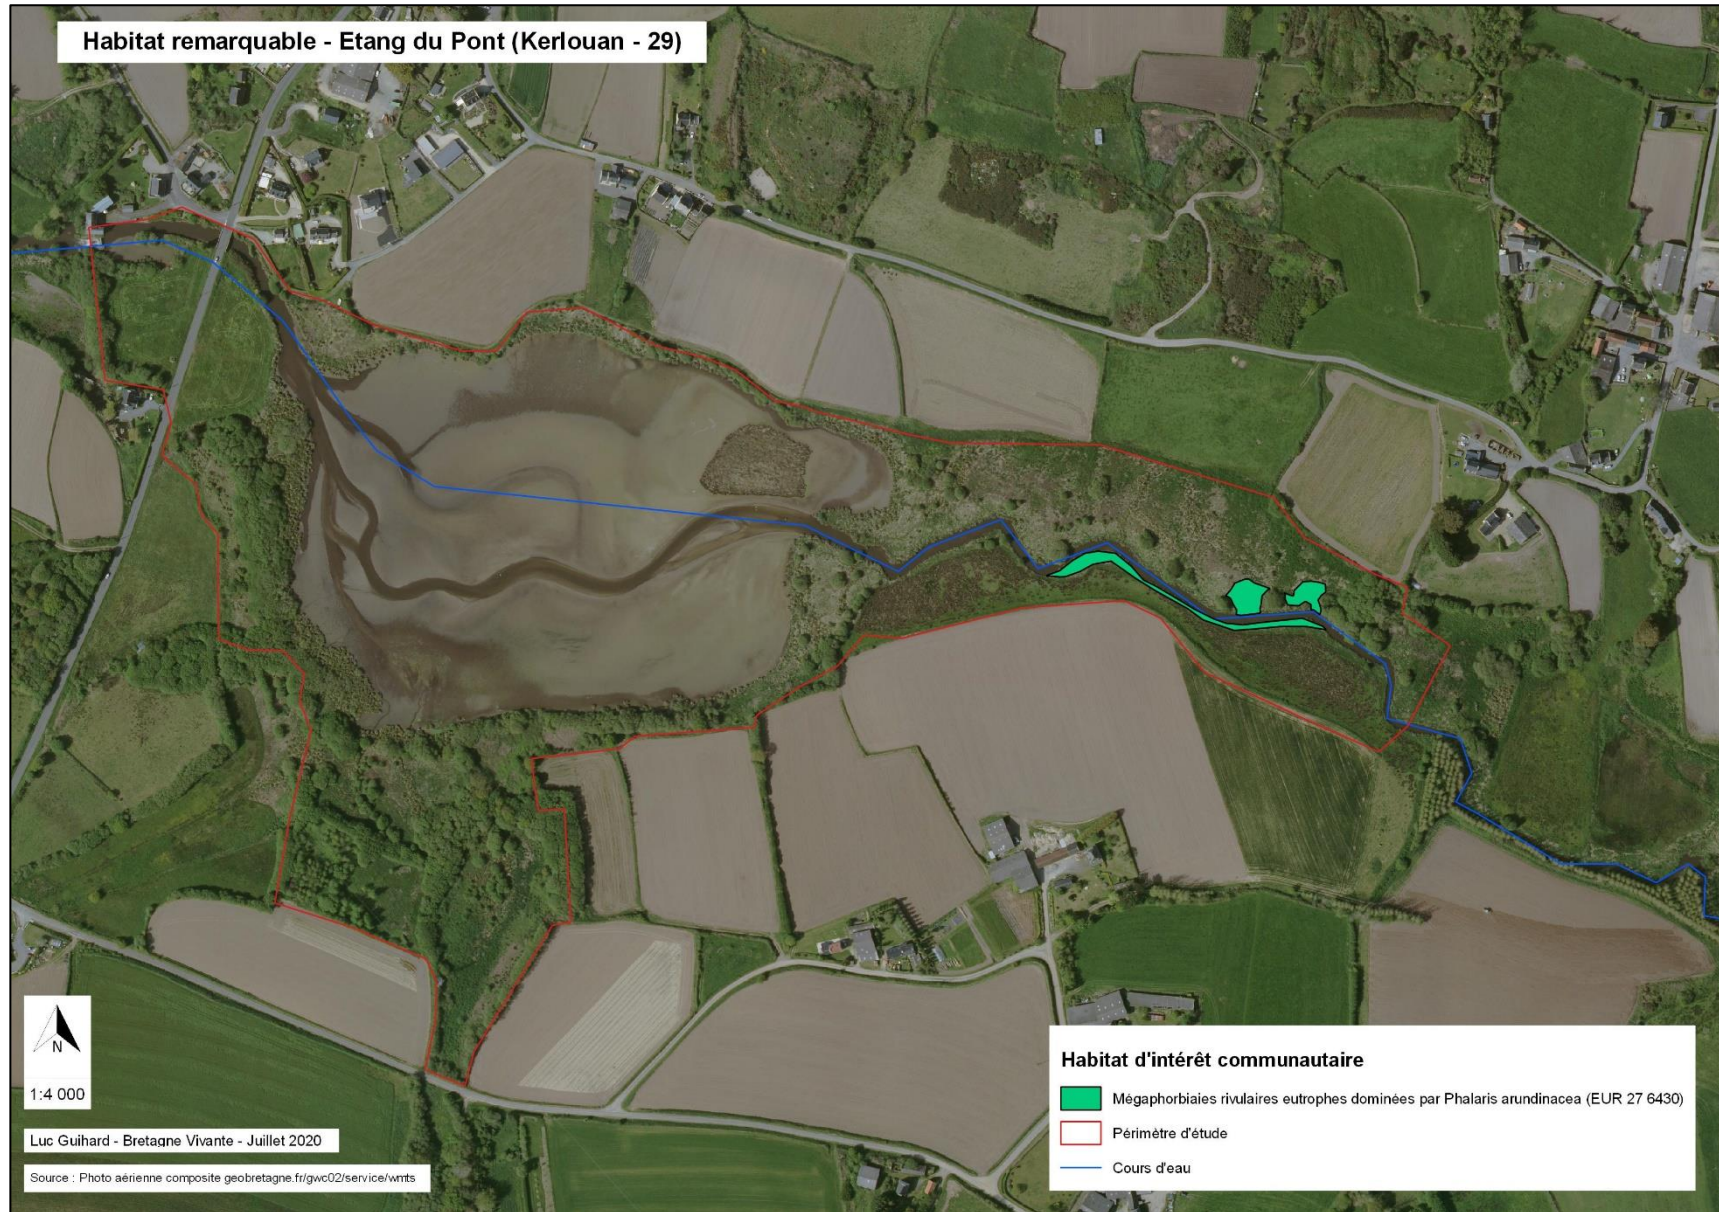 Habitat remarquable - Etang du Pont (Kerlouan - 29)
N
1:4 000
Luc Guihard - Bretagne Vivante - Juillet 2020
Source : Photo aérienne composite geobretagne.fr/gwc02/service/wmts
Habitat d'intérêt communautaire
Mégaphorbiaies rivulaires eutrophes dominées par Phalaris arundinacea (EUR 27 6430)
Périmètre d'étude
Cours d'eau